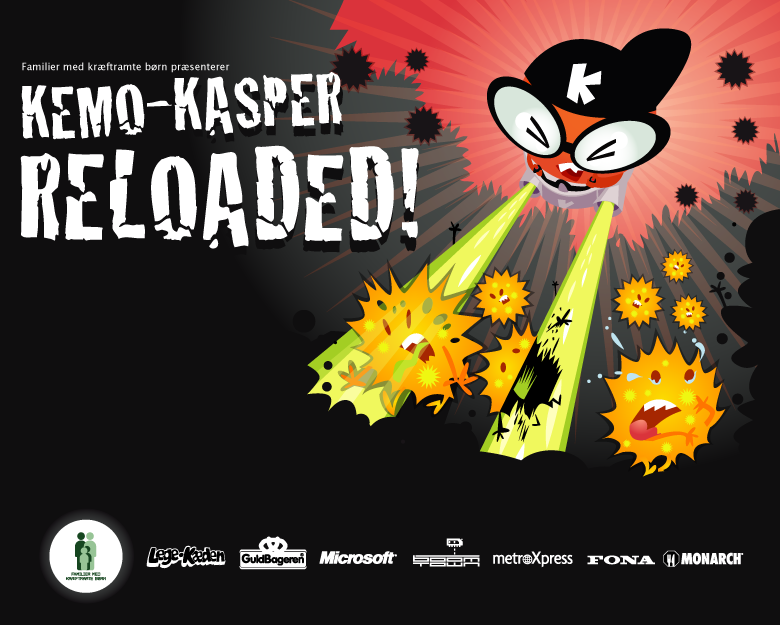 Familier med kræftramte børn præsenterer
KEMO-KASPER
RELOADED!
K
FAMILIER MED
KRÆFTRAMTE BØRN
Lege-Kæden
GuldBageren
Microsoft
metroXpress
FONA
MONARCH